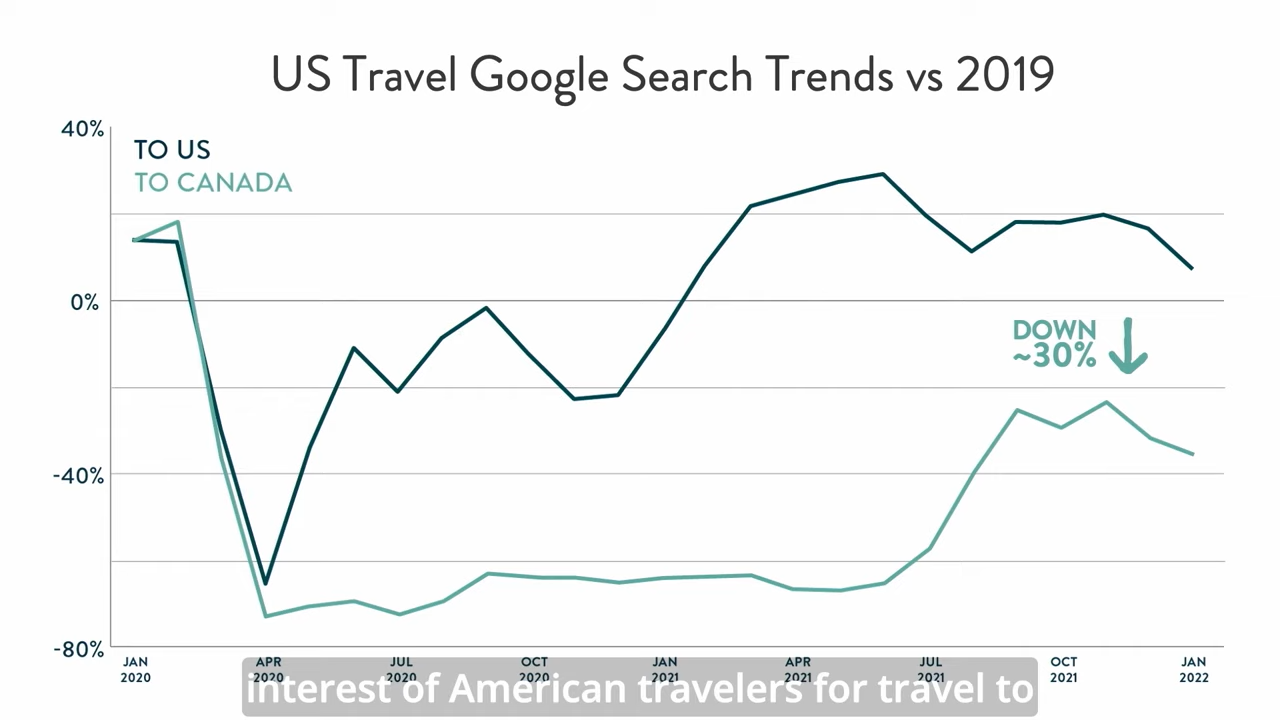 US Travel Google Search Trends vs 2019
40%
TO US
TO CANADA
0%
DOWN
~30%
-40%
-80%
JAN APR JUL OCT JAN APR JUL OCT JAN
2020 2020 2020 2020 2021 2021 2021 2021 2022
interest of American travelers for travel to